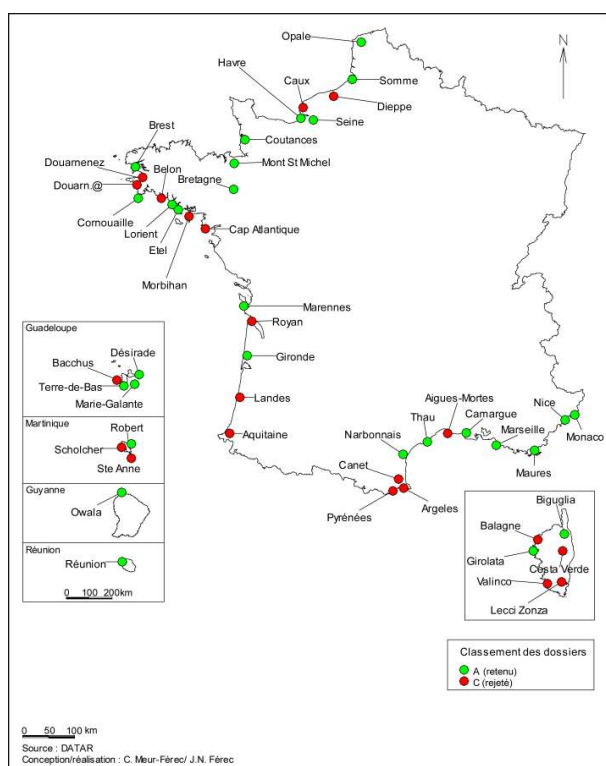 Opale
N
Havre
Somme
Caux
Dieppe
Seine
Brest
Coutances
Douarnenez
Belon
Mont St Michel
Douarn.@
Bretagne
Cornouaille
Lorient
Etel
Cap Atlantique
Morbihan
Marennes
Royan
Gironde
Landes
Aquitaine
Aigues-Mortes
Nice
Thau
Camargue
Narbonnais
Marseille
Monaco
Canet
Maures
Argeles
Pyrénées
Guadeloupe
Désirade
Bacchus
Terre-de-Bas
Marie-Galante
Martinique
Robert
Scholcher
Ste Anne
Guyanne
Owala
Réunion
Réunion
0 100 200km
Biguglia
Balagne
Girolata
Costa Verde
Valinco
Lecci Zonza
Classement des dossiers
A (retenu)
C (rejeté)
0 50 100 km
Source : DATAR
Conception/réalisation : C. Meur-Férec/ J.N. Férec